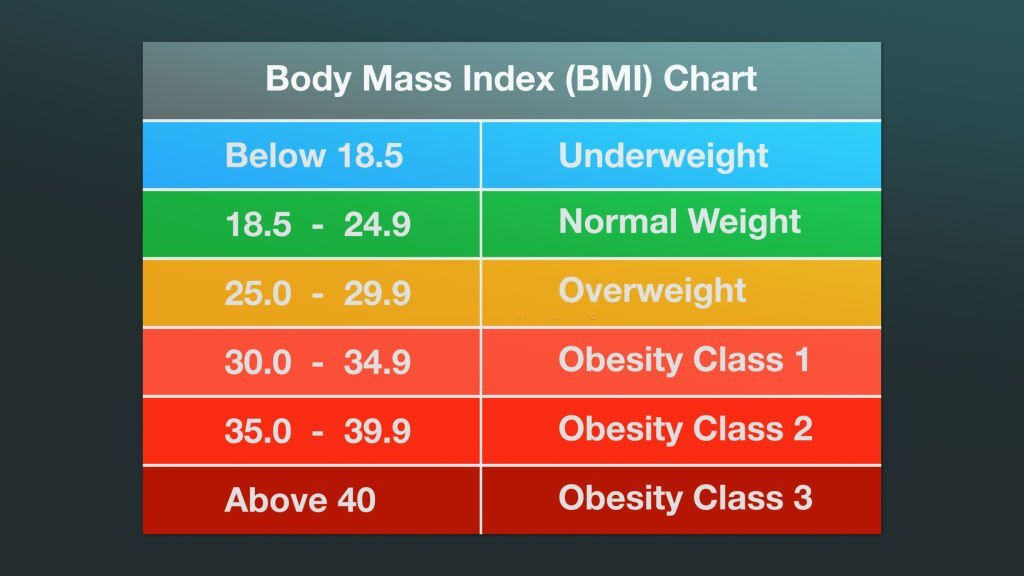 Body Mass Index (BMI) Chart
Below 18.5 Underweight
18.5 - 24.9 Normal Weight
25.0 - 29.9 Overweight
30.0 - 34.9 Obesity Class 1
35.0 - 39.9 Obesity Class 2
Above 40 Obesity Class 3